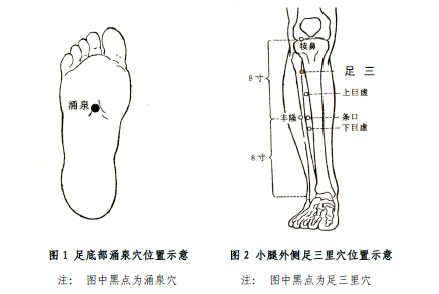 涌泉
犊鼻
8寸
足三
上巨虚
丰隆
条口
下巨虚
8寸
图1 足底部涌泉穴位置示意
注: 图中黑点为涌泉穴
图2 小腿外侧足三里穴位置示意
注: 图中黑点为足三里穴